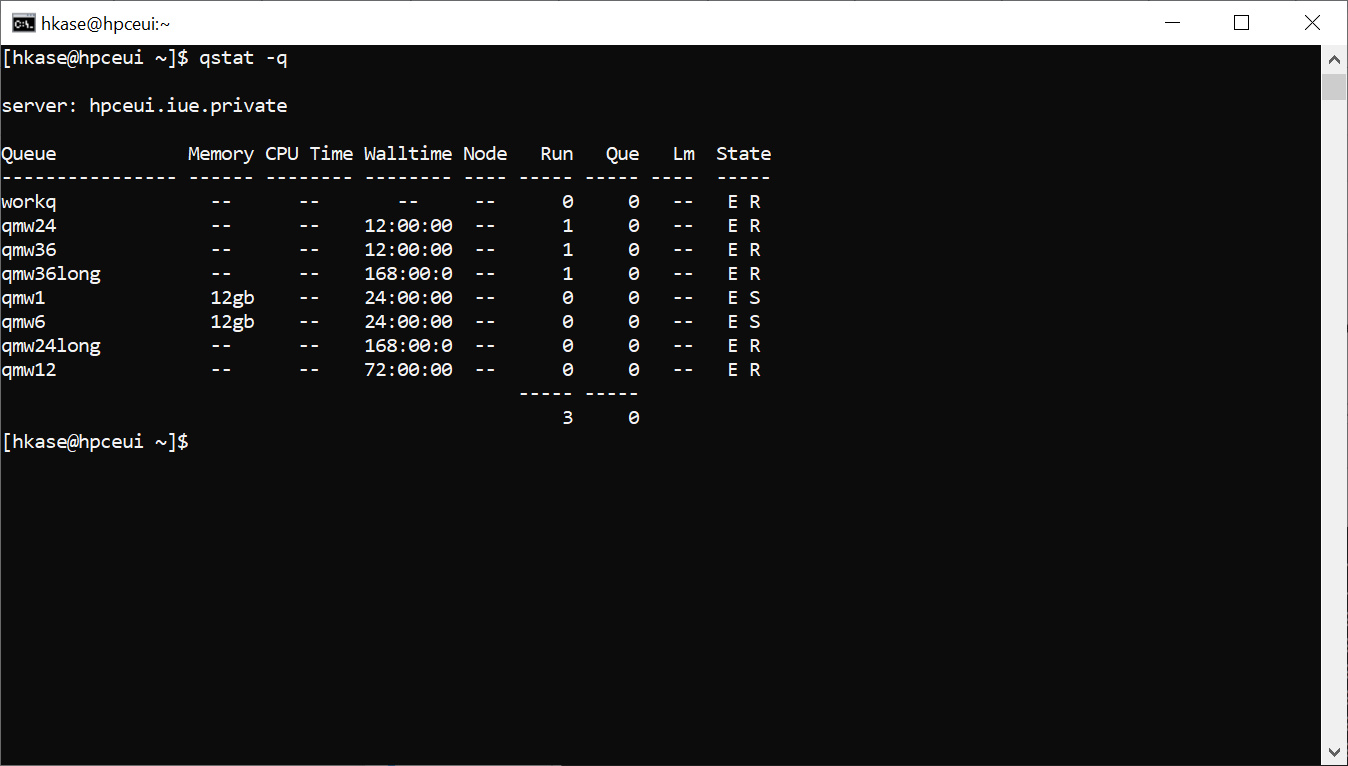 hkase@hpceui:~
[hkase@hpceui ~]$ qstat -q
server: hpceui.iue.private
Queue            Memory CPU Time Walltime Node   Run   Que   Lm  State
---------------- ------ -------- -------- ---- ----- ----- ----  -----
workq              --      --       --     --      0     0   --   E R
qmw24              --      --    12:00:00  --      1     0   --   E R
qmw36              --      --    12:00:00  --      1     0   --   E R
qmw36long          --      --    168:00:0  --      1     0   --   E R
qmw1               12gb    --    24:00:00  --      0     0   --   E S
qmw6               12gb    --    24:00:00  --      0     0   --   E S
qmw24long          --      --    168:00:0  --      0     0   --   E R
qmw12              --      --    72:00:00  --      0     0   --   E R
                                               ----- -----
                                                   3     0
[hkase@hpceui ~]$